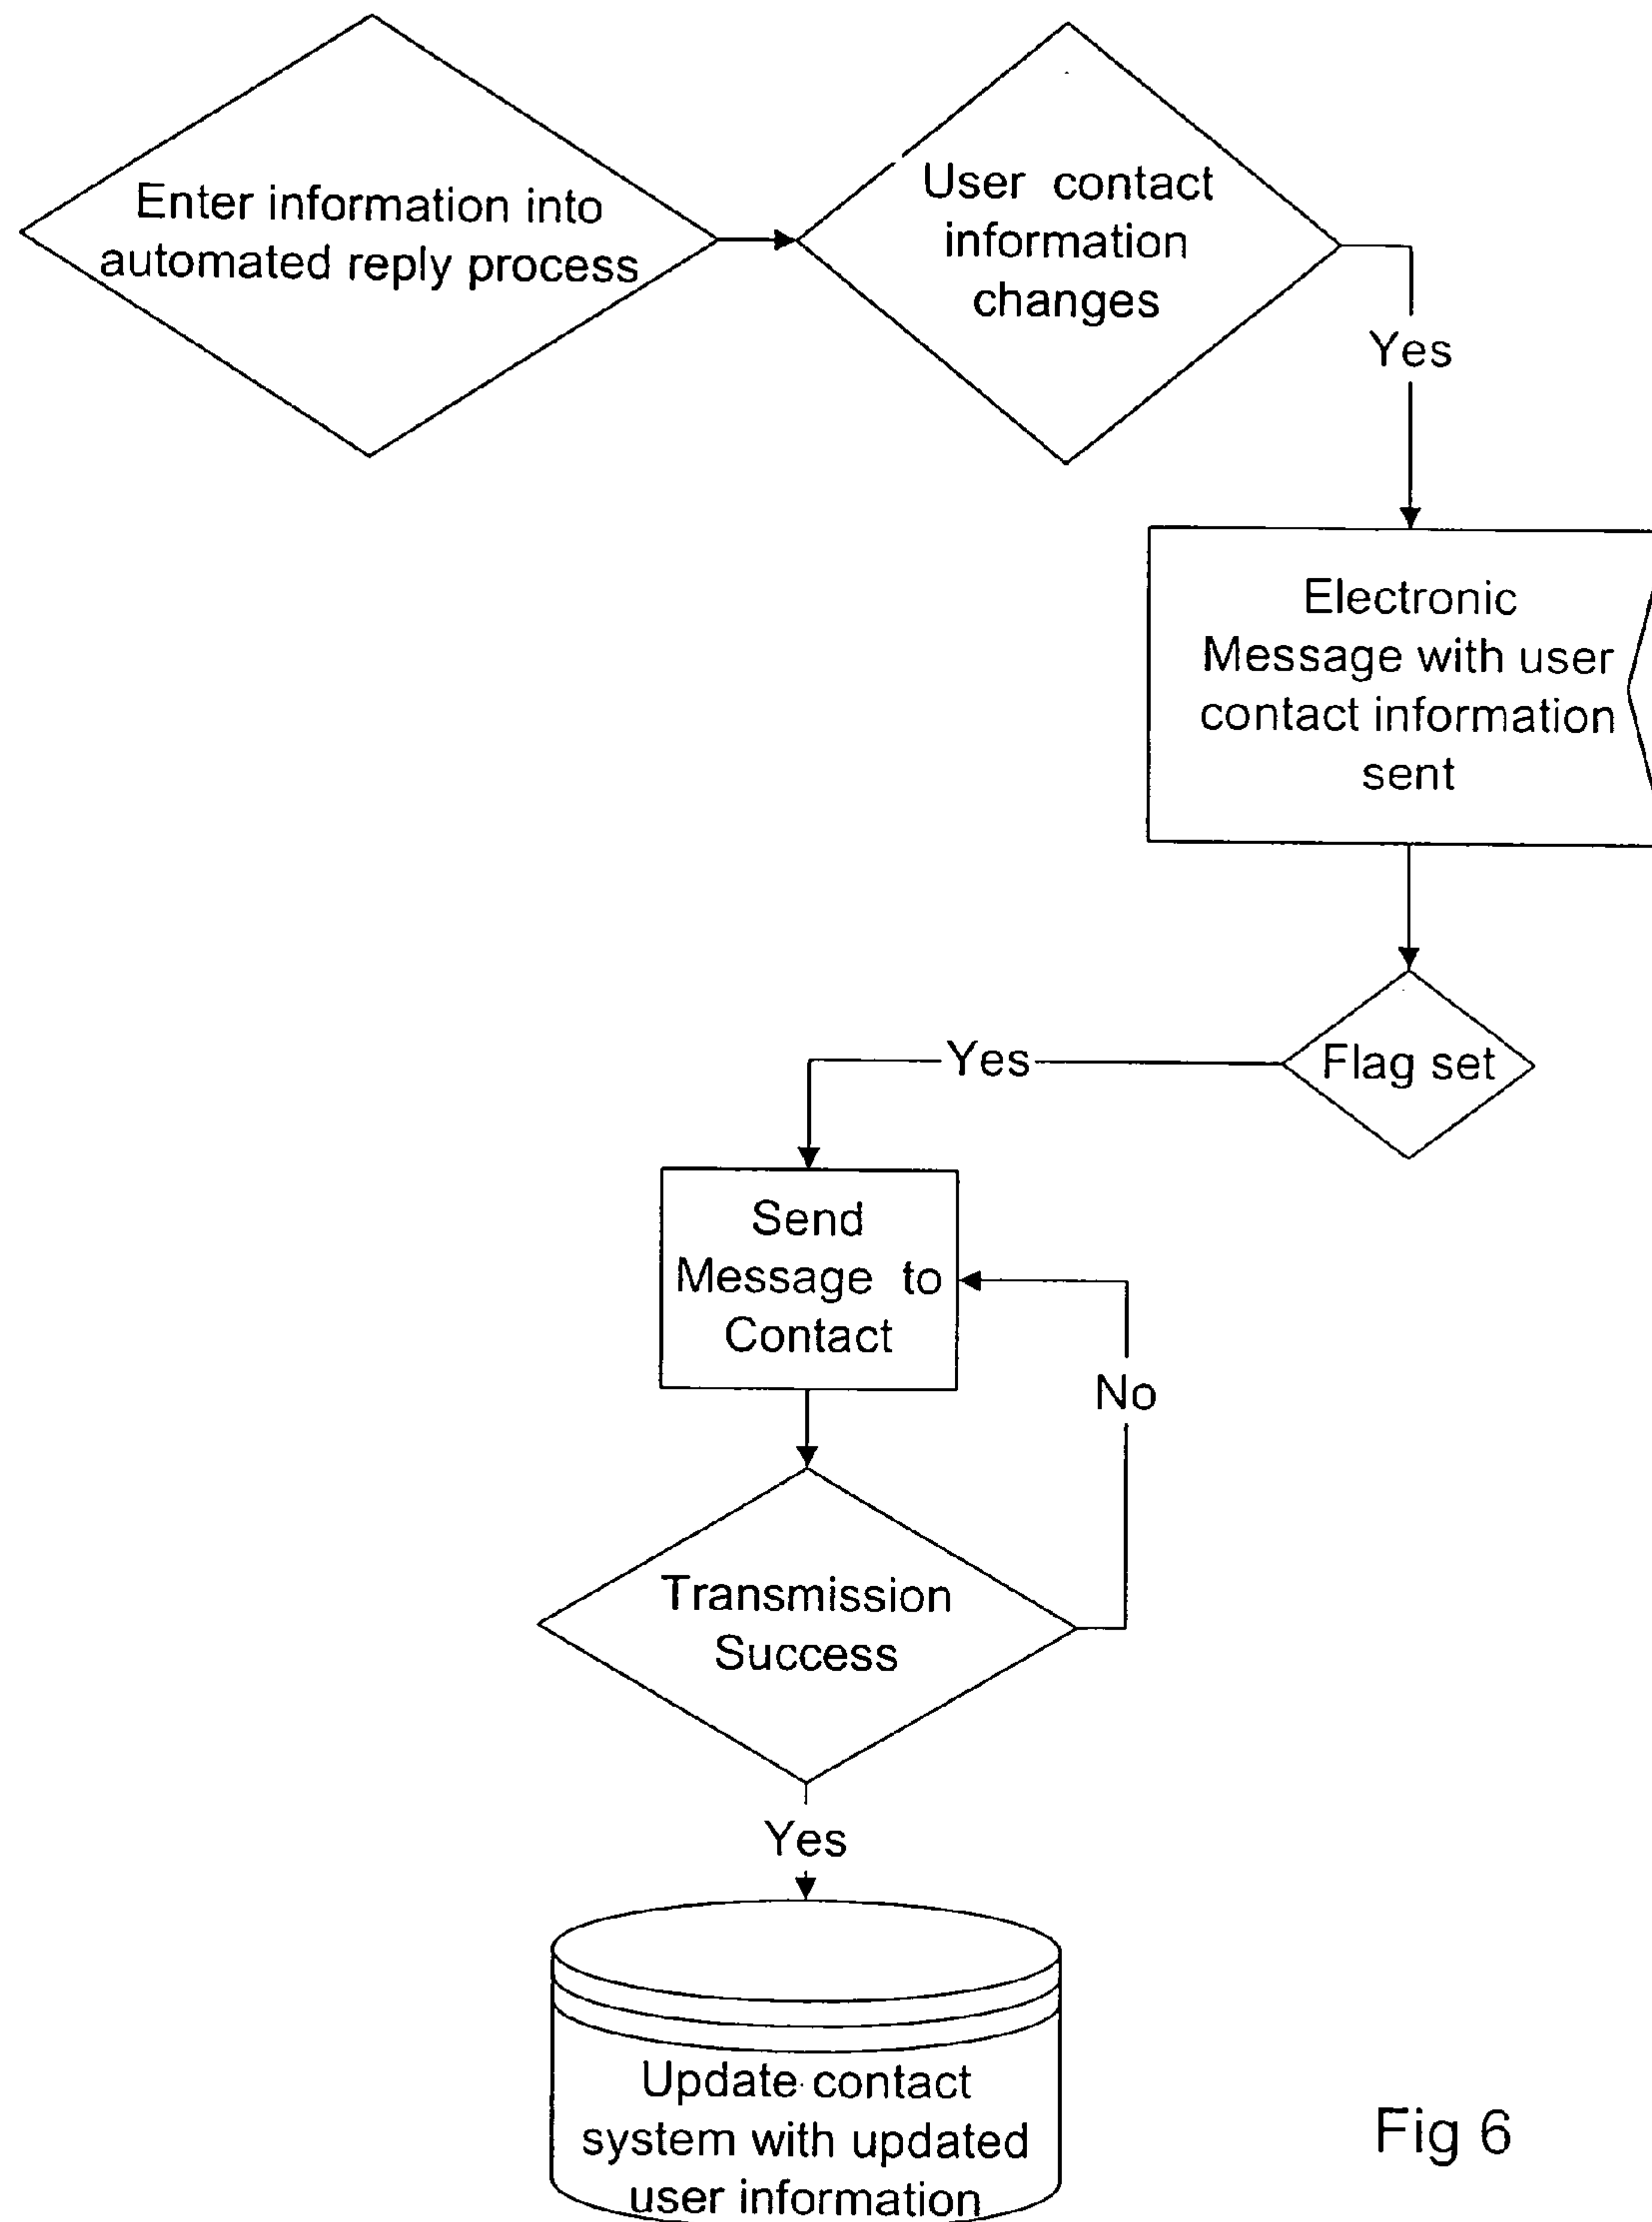 Enter information into
automated reply process
User contact
information
changes
Yes
Electronic
Message with user
contact information
sent
Flag set
Yes
Send
Message to
Contact
No
Transmission
Success
Yes
Update contact
system with updated
user information
Fig 6